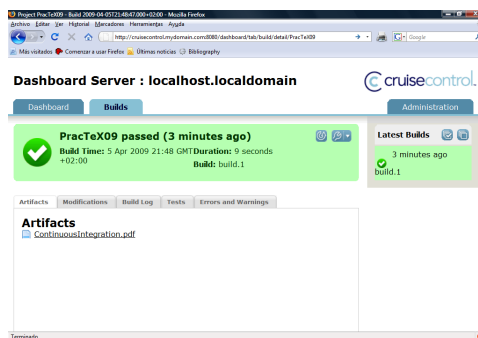 Project PracTeX09 - Build 2009-04-05T21:48:47.000+02:00 - Mozilla Firefox
Archivo Editar Ver Historial Marcadores Herramientas Ayuda
http://cruisecontrol.mydomain.com:8080/dashboard/tab/build/detail/PracTeX09
Google
Más visitados Comenzar a usar Firefox Últimas noticias Bibliography
Dashboard Server : localhost.localdomain
cruisecontrol
Dashboard Builds Administration
PracTeX09 passed (3 minutes ago)
Build Time: 5 Apr 2009 21:48 GMT +02:00
Duration: 9 seconds
Build: build.1
Latest Builds
3 minutes ago
build.1
Artifacts Modifications Build Log Tests Errors and Warnings
Artifacts
ContinuousIntegration.pdf
Terminado